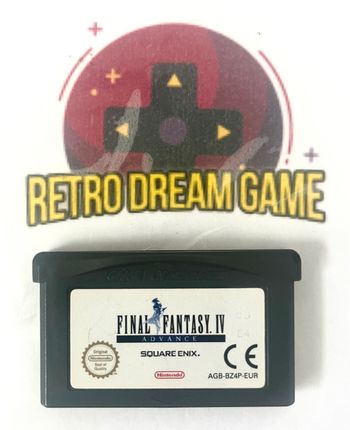 RETRO DREAM GAME
FINAL FANTASY IV
ADVANCE
SQUARE ENIX.
Original
Nintendo
Seal of
Quality
Nintendo
CE
AGB-BZ4P-EUR